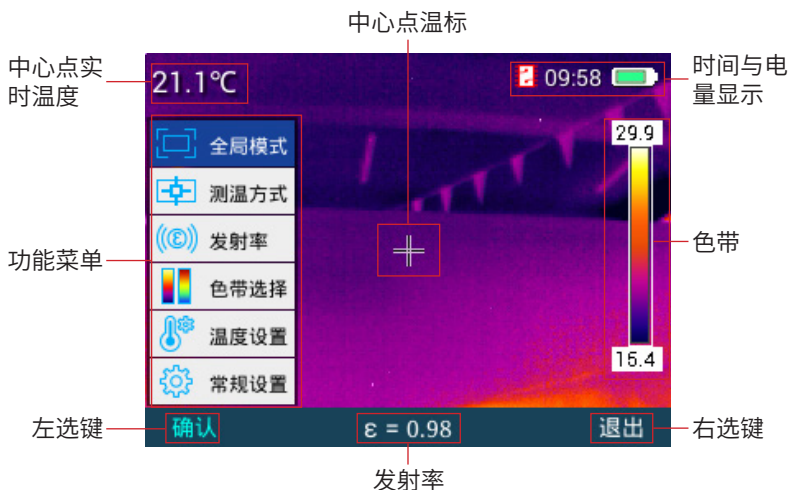 中心点温标
中心点实
时温度
21.1℃
09:58
时间与电
量显示
全局模式
测温方式
((ε))
发射率
色带选择
温度设置
常规设置
功能菜单
29.9
15.4
色带
左选键
确认
ε = 0.98
退出
右选键
发射率